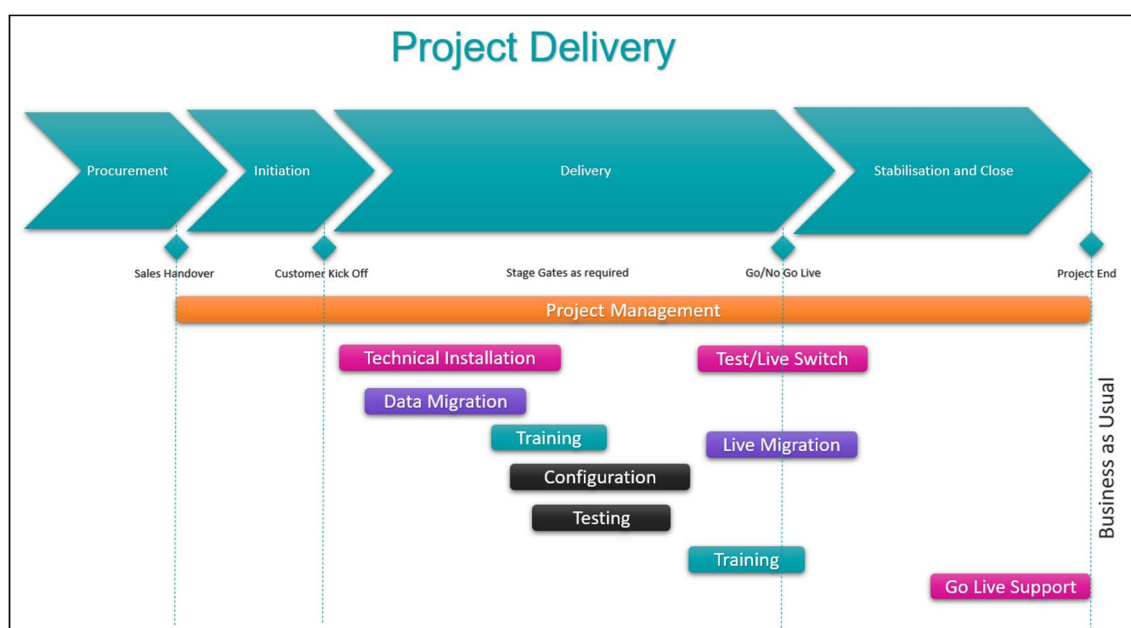 Project Delivery
Procurement
Initiation
Delivery
Stabilisation and Close
Sales Handover
Customer Kick Off
Stage Gates as required
Go/No Go Live
Project End
Project Management
Technical Installation
Test/Live Switch
Data Migration
Training
Live Migration
Configuration
Testing
Training
Go Live Support
Business as Usual